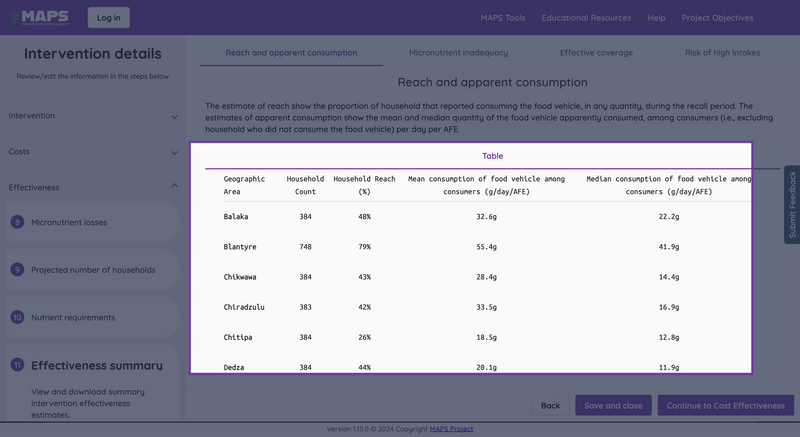 MAPS
Log in
MAPS Tools
Educational Resources
Help
Project Objectives
Intervention details
Review/edit the information in the steps below
Intervention
Costs
Effectiveness
8 Micronutrient losses
9 Projected number of households
10 Nutrient requirements
11 Effectiveness summary
View and download summary
intervention effectiveness
estimates.
Reach and apparent consumption
Micronutrient inadequacy
Effective coverage
Risk of high intakes
Reach and apparent consumption
The estimate of reach show the proportion of household that reported consuming the food vehicle, in any quantity, during the recall period. The
estimates of apparent consumption show the mean and median quantity of the food vehicle apparently consumed, among consumers (i.e., excluding
household who did not consume the food vehicle) per day per AFE.
Table
Geographic Household Household Reach Mean consumption of food vehicle among Median consumption of food vehicle among
Area Count (%) consumers (g/day/AFE) consumers (g/day/AFE)
Balaka 384 48% 32.6g 22.2g
Blantyre 748 79% 55.4g 41.9g
Chikwawa 384 43% 28.4g 14.4g
Chiradzulu 383 42% 33.5g 16.9g
Chitipa 384 26% 18.5g 12.8g
Dedza 384 44% 20.1g 11.9g
Submit Feedback
Back
Save and close
Continue to Cost Effectiveness
Version 1.15.0 © 2024 Copyright MAPS Project